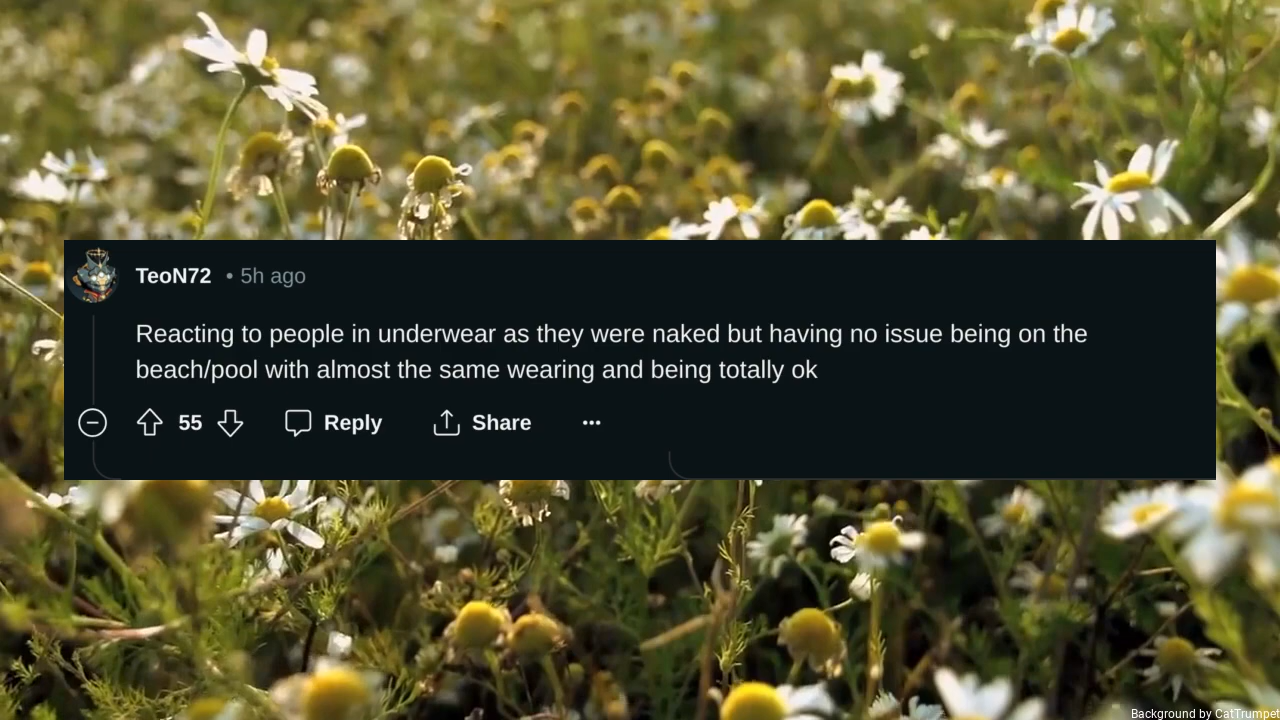 TeoN72 • 5h ago
Reacting to people in underwear as they were naked but having no issue being on the
beach/pool with almost the same wearing and being totally ok
55 Reply Share ...
Background by CatTrumpet